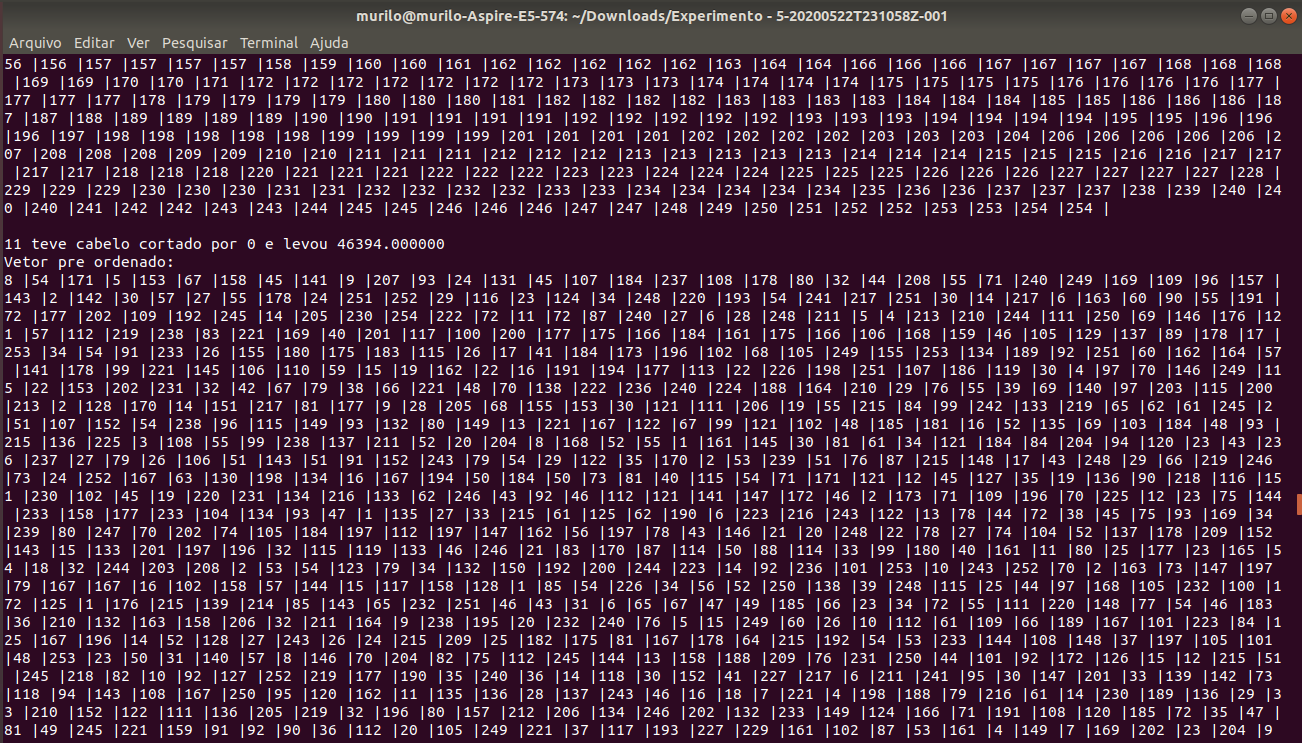 murilo@murilo-Aspire-E5-574: ~/Downloads/Experimento - 5-20200522T231058Z-001
Arquivo Editar Ver Pesquisar Terminal Ajuda
56 |156 |157 |157 |157 |157 |158 |159 |160 |160 |161 |162 |162 |162 |162 |162 |163 |164 |164 |166 |166 |166 |166 |167 |167 |167 |167 |168 |168 |168
|169 |169 |170 |170 |171 |172 |172 |172 |172 |172 |172 |172 |173 |173 |173 |174 |174 |174 |174 |175 |175 |175 |175 |176 |176 |176 |176 |177 |
177 |177 |177 |178 |179 |179 |179 |179 |180 |180 |180 |181 |182 |182 |182 |182 |183 |183 |183 |183 |184 |184 |184 |185 |185 |186 |186 |186 |18
7 |187 |188 |189 |189 |189 |189 |190 |190 |191 |191 |191 |191 |192 |192 |192 |192 |192 |193 |193 |193 |194 |194 |194 |194 |195 |195 |196 |196
|196 |197 |198 |198 |198 |198 |198 |199 |199 |199 |199 |201 |201 |201 |201 |202 |202 |202 |202 |203 |203 |203 |204 |206 |206 |206 |206 |206 |2
07 |208 |208 |208 |209 |209 |210 |210 |211 |211 |211 |212 |212 |212 |213 |213 |213 |213 |213 |214 |214 |214 |215 |215 |215 |216 |216 |217 |217
|217 |217 |218 |218 |218 |220 |221 |221 |221 |222 |222 |222 |223 |223 |224 |224 |224 |225 |225 |225 |226 |226 |226 |227 |227 |227 |227 |228 |
229 |229 |229 |230 |230 |230 |231 |231 |232 |232 |232 |232 |233 |233 |234 |234 |234 |234 |234 |234 |235 |236 |236 |237 |237 |237 |238 |239 |240 |24
0 |240 |241 |242 |242 |243 |243 |244 |245 |245 |246 |246 |246 |247 |247 |248 |249 |250 |251 |252 |252 |253 |253 |254 |254 |
11 teve cabelo cortado por 0 e levou 46394.000000
Vetor pre ordenado:
8 |54 |171 |5 |153 |67 |158 |45 |141 |9 |207 |93 |24 |131 |45 |107 |184 |237 |108 |178 |80 |32 |44 |208 |55 |71 |240 |249 |169 |109 |96 |157 |
143 |2 |142 |30 |57 |27 |55 |178 |24 |251 |252 |29 |116 |23 |124 |34 |248 |220 |193 |54 |241 |217 |251 |30 |14 |217 |6 |163 |60 |90 |55 |191 |
72 |177 |202 |109 |192 |245 |14 |205 |230 |254 |222 |72 |11 |72 |87 |240 |27 |6 |28 |248 |211 |5 |4 |213 |210 |244 |111 |250 |69 |146 |176 |12
1 |57 |112 |219 |238 |83 |221 |169 |40 |201 |117 |100 |200 |177 |175 |166 |184 |161 |175 |166 |106 |168 |159 |46 |105 |129 |137 |89 |178 |17 |
253 |34 |54 |91 |233 |26 |155 |180 |175 |183 |115 |26 |17 |41 |184 |173 |196 |102 |68 |105 |249 |155 |253 |134 |189 |92 |251 |60 |162 |164 |57
|141 |178 |99 |221 |145 |106 |110 |59 |15 |19 |162 |22 |16 |191 |194 |177 |113 |22 |226 |198 |251 |107 |186 |119 |30 |4 |97 |70 |146 |249 |11
5 |22 |153 |202 |231 |32 |42 |67 |79 |38 |66 |221 |48 |70 |138 |222 |236 |240 |224 |188 |164 |210 |29 |76 |55 |39 |69 |140 |97 |203 |115 |200
|213 |2 |128 |170 |14 |151 |217 |81 |177 |9 |28 |205 |68 |155 |153 |30 |121 |111 |206 |19 |55 |215 |84 |99 |242 |133 |219 |65 |62 |61 |245 |2
|51 |107 |152 |54 |238 |96 |115 |149 |93 |132 |80 |149 |13 |221 |167 |122 |67 |99 |121 |102 |48 |185 |181 |16 |52 |135 |69 |103 |184 |48 |93 |
215 |136 |225 |3 |108 |55 |99 |238 |137 |211 |52 |20 |204 |8 |168 |52 |55 |1 |161 |145 |30 |81 |61 |34 |121 |184 |84 |204 |94 |120 |23 |43 |23
6 |237 |27 |79 |26 |106 |51 |143 |51 |91 |152 |243 |79 |54 |29 |122 |35 |170 |2 |53 |239 |51 |76 |87 |215 |148 |17 |43 |248 |29 |66 |219 |246
|73 |24 |252 |167 |63 |130 |198 |134 |16 |167 |194 |50 |184 |50 |73 |81 |40 |115 |54 |71 |171 |121 |12 |45 |127 |35 |19 |136 |90 |218 |116 |15
1 |230 |102 |45 |19 |220 |231 |134 |216 |133 |62 |246 |43 |92 |46 |112 |121 |141 |147 |172 |46 |2 |173 |71 |109 |196 |70 |225 |12 |23 |75 |144
|233 |158 |177 |233 |104 |134 |93 |47 |1 |135 |27 |33 |215 |61 |125 |62 |190 |6 |223 |216 |243 |122 |13 |78 |44 |72 |38 |45 |75 |93 |169 |34
|239 |80 |247 |70 |202 |74 |105 |184 |197 |112 |197 |147 |162 |56 |197 |78 |43 |146 |21 |20 |248 |22 |78 |27 |74 |104 |52 |137 |178 |209 |152
|143 |15 |133 |201 |197 |196 |32 |115 |119 |133 |46 |246 |21 |83 |170 |87 |114 |50 |88 |114 |33 |99 |180 |40 |161 |11 |80 |25 |177 |23 |165 |5
4 |18 |32 |244 |203 |208 |2 |53 |54 |123 |79 |34 |132 |150 |192 |200 |244 |223 |14 |92 |236 |101 |253 |10 |243 |252 |70 |2 |163 |73 |147 |197
|79 |167 |167 |16 |102 |158 |57 |144 |15 |117 |158 |128 |1 |85 |54 |226 |34 |56 |52 |250 |138 |39 |248 |115 |25 |44 |97 |168 |105 |232 |100 |1
72 |125 |1 |176 |215 |139 |214 |85 |143 |65 |232 |251 |46 |43 |31 |6 |65 |67 |47 |49 |185 |66 |23 |34 |72 |55 |111 |220 |148 |77 |54 |46 |183
|36 |210 |132 |163 |158 |206 |32 |211 |164 |9 |238 |195 |20 |232 |240 |76 |5 |15 |249 |60 |26 |10 |112 |61 |109 |66 |189 |167 |101 |223 |84 |1
25 |167 |196 |14 |52 |128 |27 |243 |26 |24 |215 |209 |25 |182 |175 |81 |167 |178 |64 |215 |192 |54 |53 |233 |144 |108 |148 |37 |197 |105 |101
|48 |253 |23 |50 |31 |140 |57 |8 |146 |70 |204 |82 |75 |112 |245 |144 |13 |158 |188 |209 |76 |231 |250 |44 |101 |92 |172 |126 |15 |12 |215 |51
|245 |218 |82 |10 |92 |127 |252 |219 |177 |190 |35 |240 |36 |14 |118 |30 |152 |41 |227 |217 |6 |211 |241 |95 |30 |147 |201 |33 |139 |142 |73
|118 |94 |143 |108 |167 |250 |95 |120 |162 |11 |135 |136 |28 |137 |243 |46 |16 |18 |7 |221 |4 |198 |188 |79 |216 |61 |14 |230 |189 |136 |29 |3
3 |210 |152 |122 |111 |136 |205 |219 |32 |196 |80 |157 |212 |206 |134 |246 |202 |132 |233 |149 |124 |166 |71 |191 |108 |120 |185 |72 |35 |47 |
81 |49 |245 |221 |159 |91 |92 |90 |36 |112 |20 |105 |249 |221 |37 |117 |193 |227 |229 |161 |102 |87 |53 |161 |4 |149 |7 |169 |202 |23 |204 |9